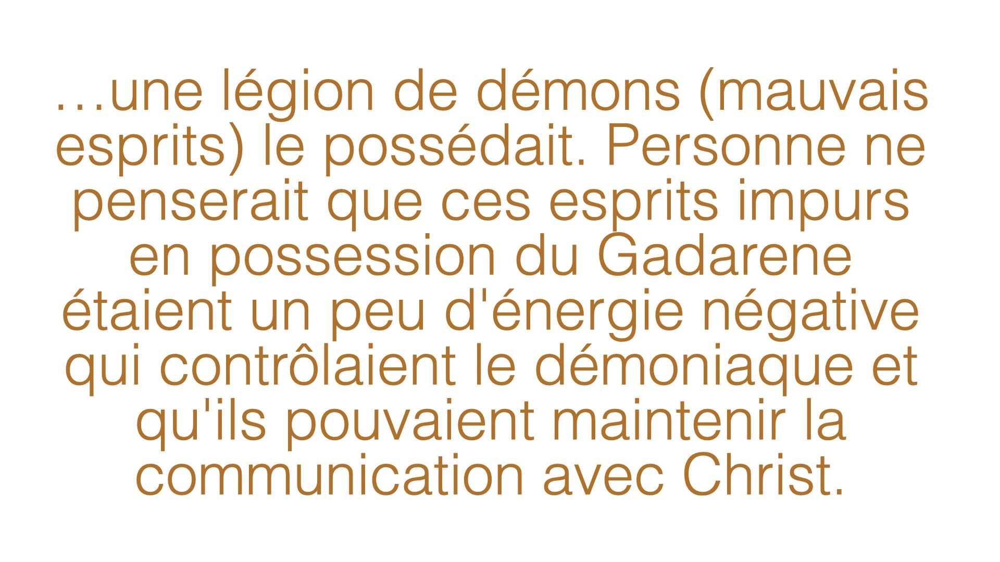 …une légion de démons (mauvais
esprits) le possédait. Personne ne
penserait que ces esprits impurs
en possession du Gadarene
étaient un peu d'énergie négative
qui contrôlaient le démoniaque et
qu'ils pouvaient maintenir la
communication avec Christ.